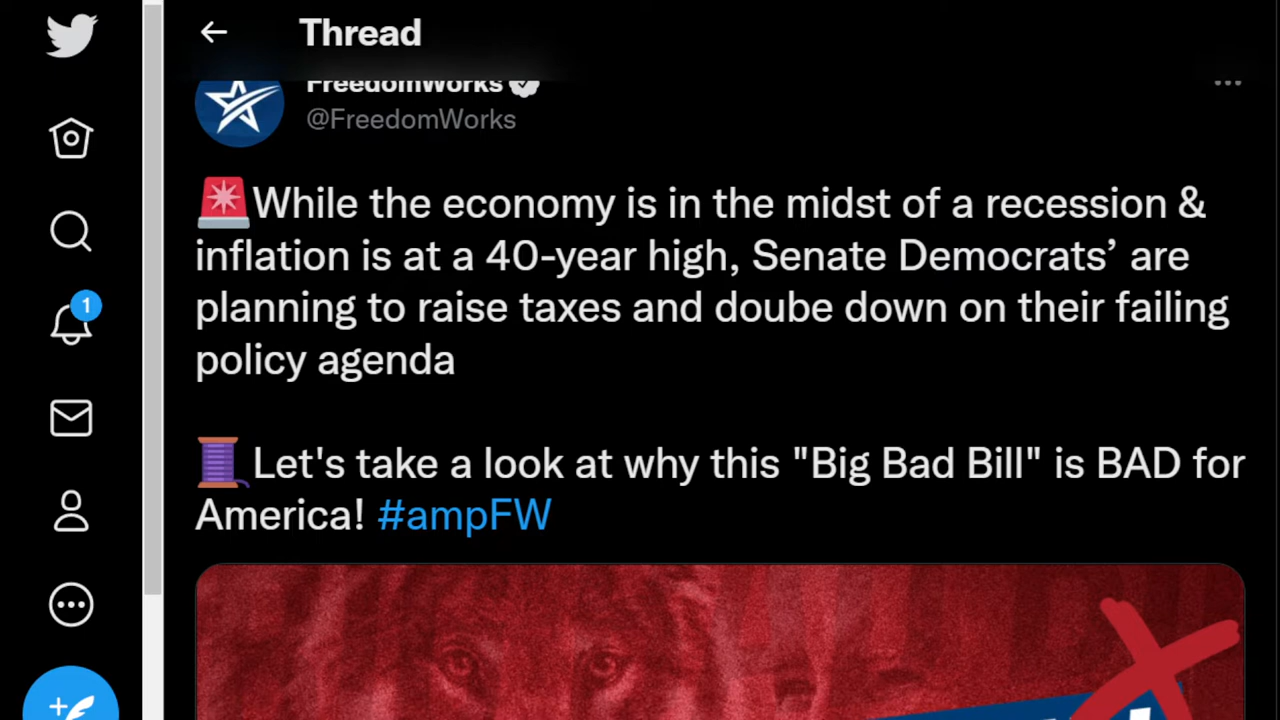 Thread
FreedomWorks
@FreedomWorks
While the economy is in the midst of a recession &
inflation is at a 40-year high, Senate Democrats’ are
planning to raise taxes and doube down on their failing
policy agenda
Let's take a look at why this "Big Bad Bill" is BAD for
America! #ampFW
1